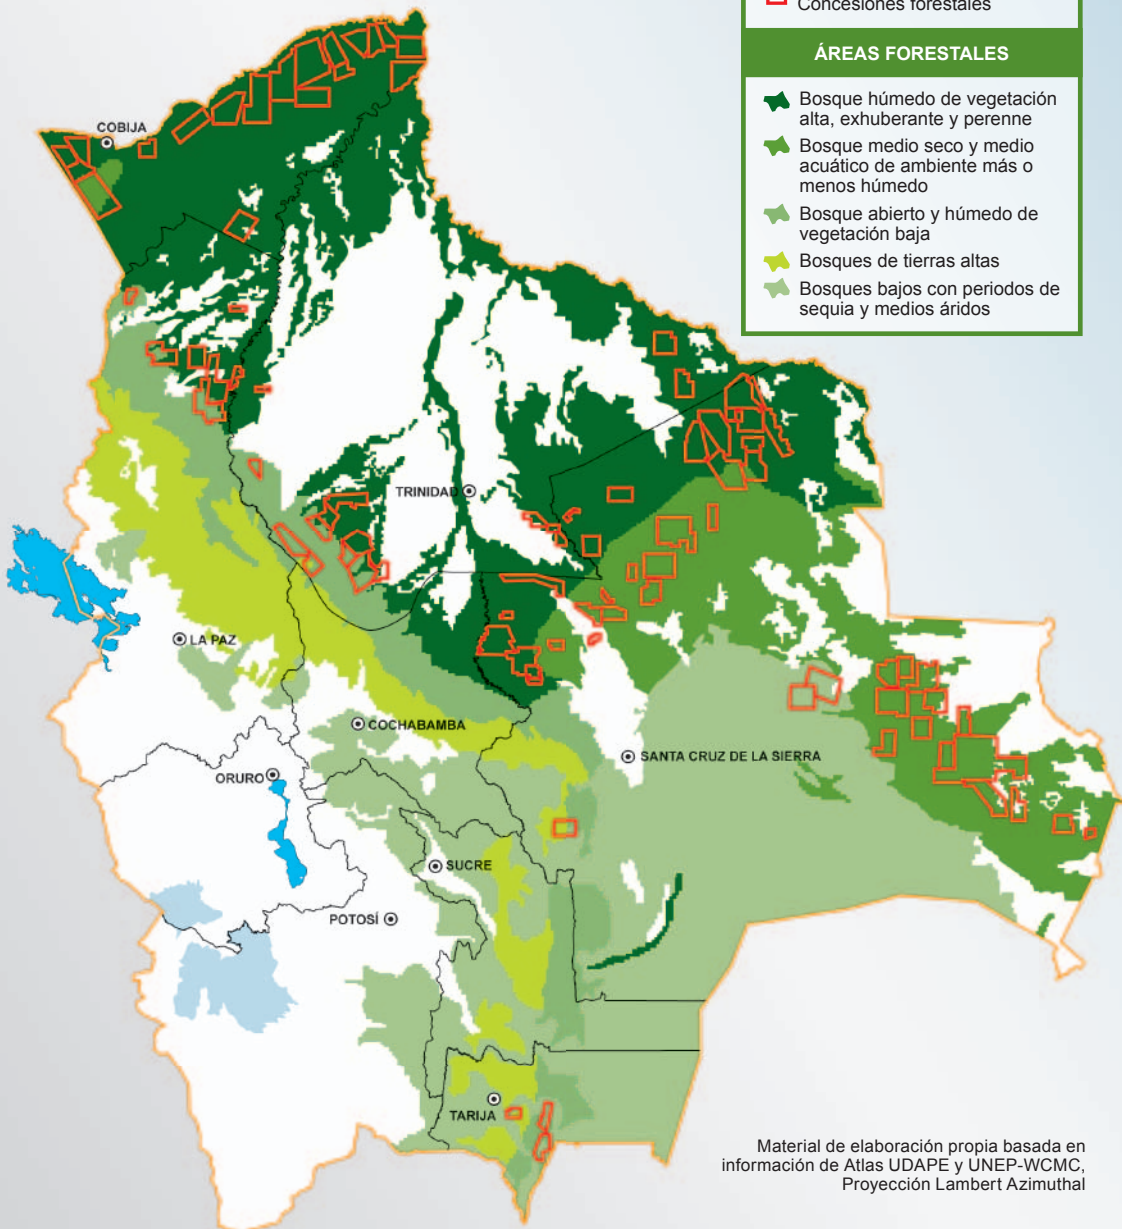 Concesiones forestales
ÁREAS FORESTALES
Bosque húmedo de vegetación
alta, exhuberante y perenne
Bosque medio seco y medio
acuático de ambiente más o
menos húmedo
Bosque abierto y húmedo de
vegetación baja
Bosques de tierras altas
Bosques bajos con periodos de
sequia y medios áridos
COBIJA
TRINIDAD
LA PAZ
COCHABAMBA
SANTA CRUZ DE LA SIERRA
ORURO
SUCRE
POTOSÍ
TARIJA
Material de elaboración propia basada en
información de Atlas UDAPE y UNEP-WCMC,
Proyección Lambert Azimuthal